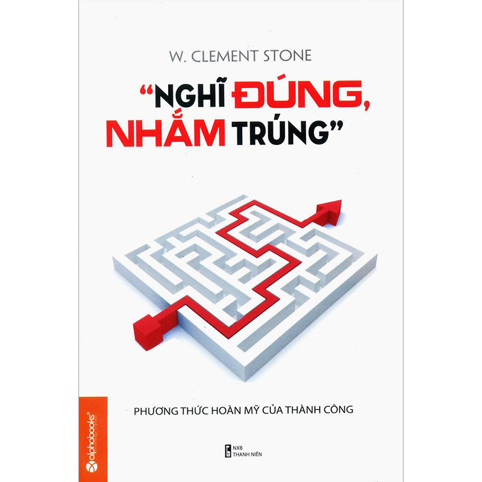 W. CLEMENT STONE
“NGHĨ ĐÚNG,
NHẮM TRÚNG”
PHƯƠNG THỨC HOÀN MỸ CỦA THÀNH CÔNG
alphabooks
NXB
THANH NIÊN